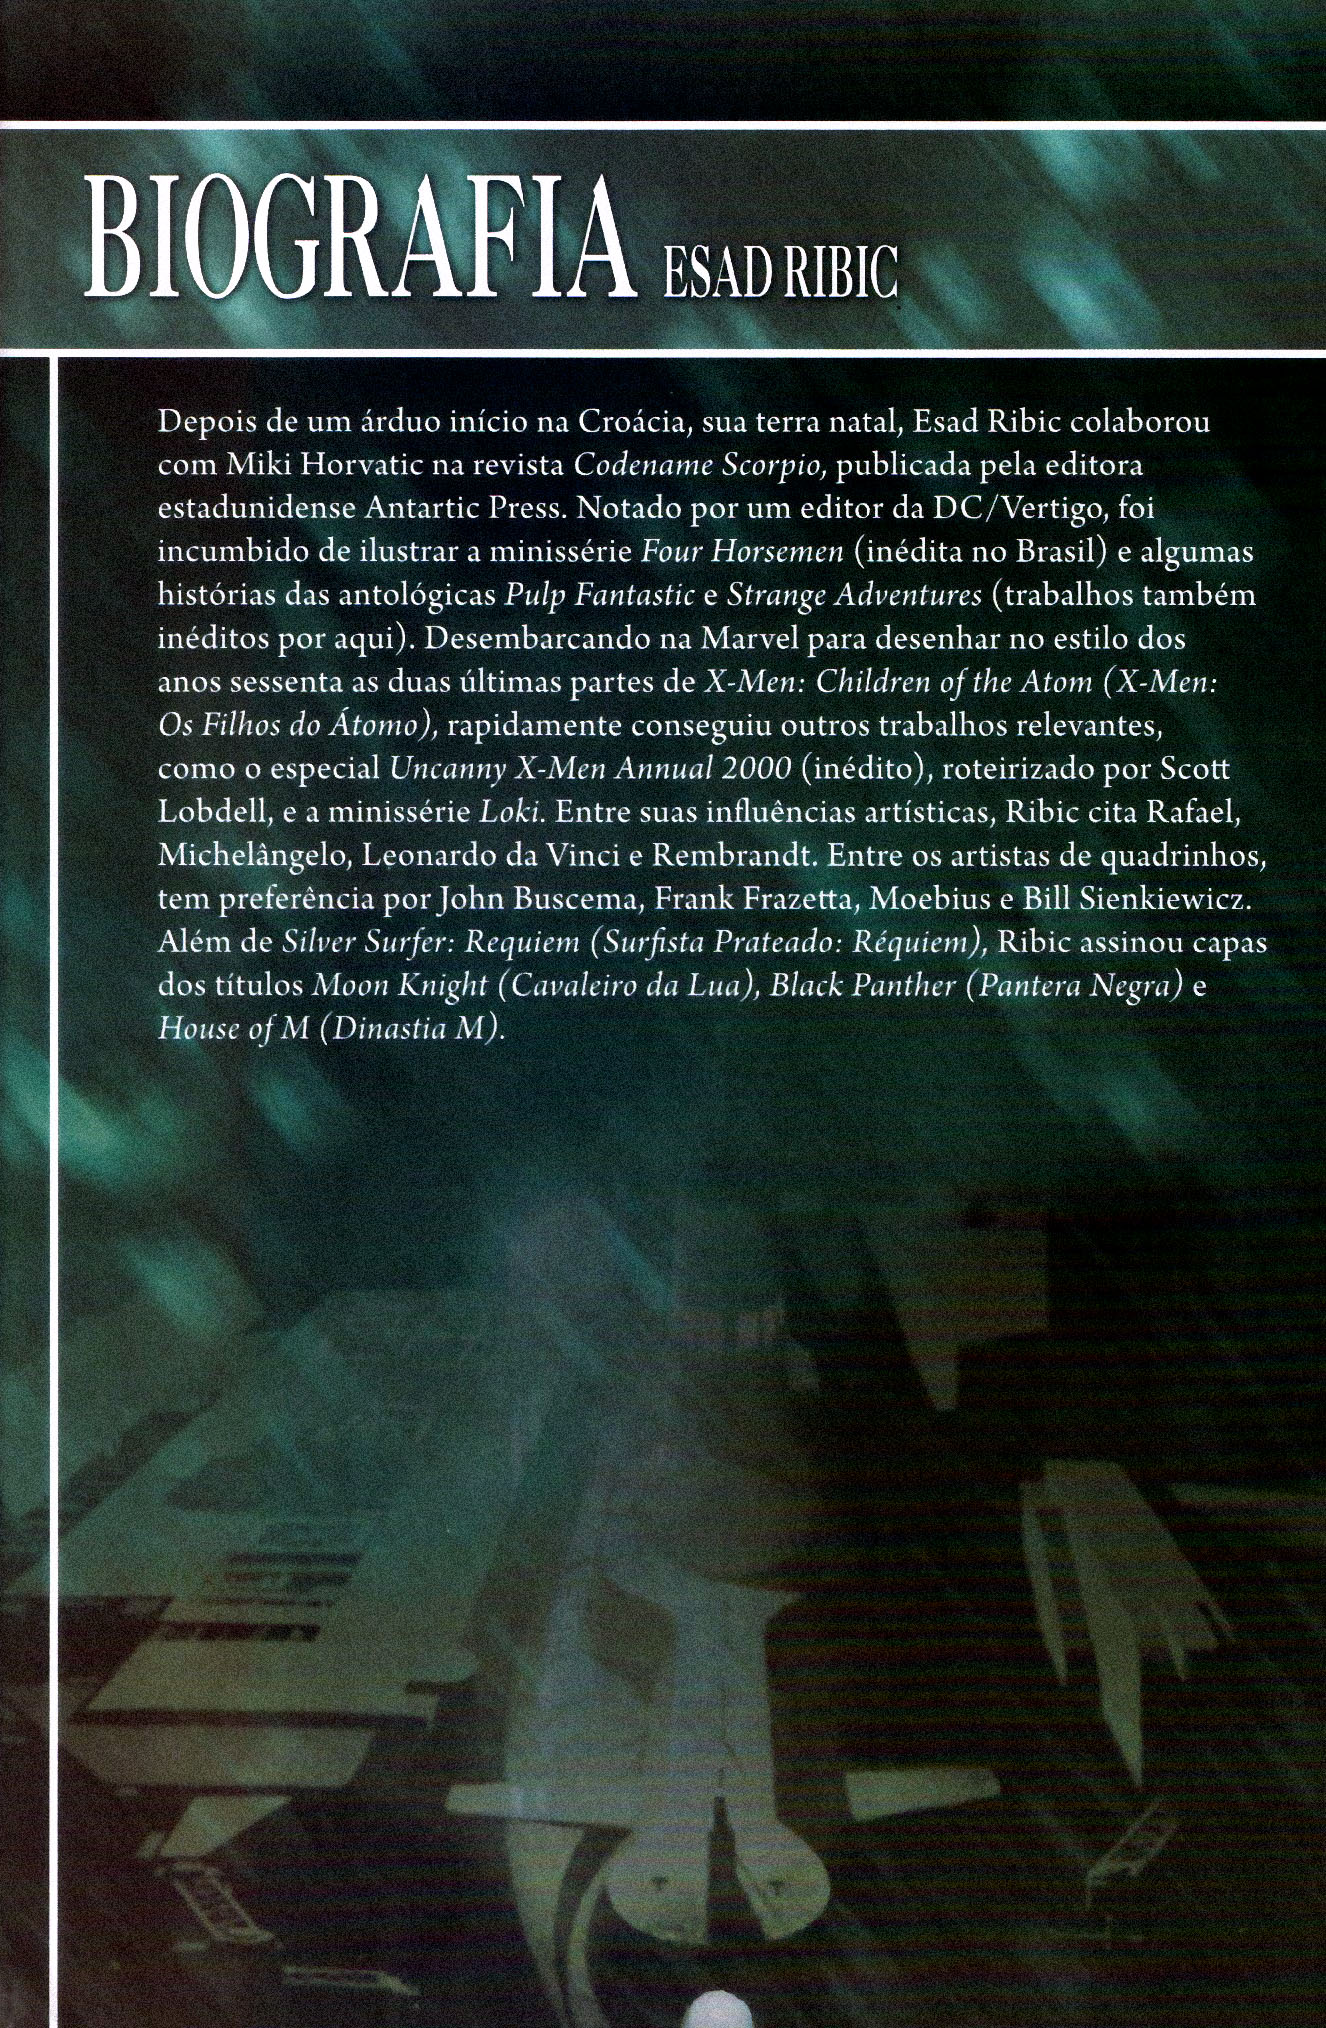 BIOGRAFIA ESAD RIBIC
Depois de um árduo início na Croácia, sua terra natal, Esad Ribic colaborou
com Miki Horvatic na revista Codename Scorpio, publicada pela editora
estadunidense Antartic Press. Notado por um editor da DC/Vertigo, foi
incumbido de ilustrar a minissérie Four Horsemen (inédita no Brasil) e algumas
histórias das antológicas Pulp Fantastic e Strange Adventures (trabalhos também
inéditos por aqui). Desembarcando na Marvel para desenhar no estilo dos
anos sessenta as duas últimas partes de X-Men: Children of the Atom (X-Men:
Os Filhos do Átomo), rapidamente conseguiu outros trabalhos relevantes,
como o especial Uncanny X-Men Annual 2000 (inédito), roteirizado por Scott
Lobdell, e a minissérie Loki. Entre suas influências artísticas, Ribic cita Rafael,
Michelângelo, Leonardo da Vinci e Rembrandt. Entre os artistas de quadrinhos,
tem preferência por John Buscema, Frank Frazetta, Moebius e Bill Sienkiewicz.
Além de Silver Surfer: Requiem (Surfista Prateado: Réquiem), Ribic assinou capas
dos títulos Moon Knight (Cavaleiro da Lua), Black Panther (Pantera Negra) e
House of M (Dinastia M).